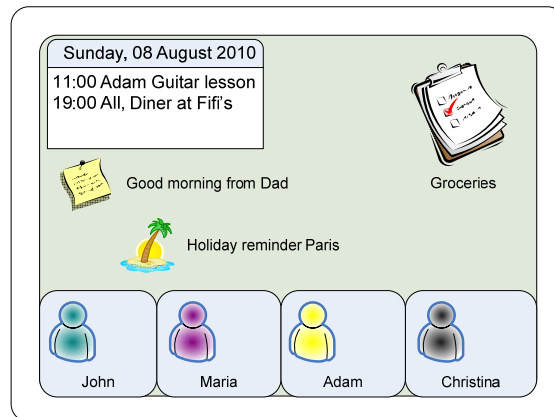 Sunday, 08 August 2010
11:00 Adam Guitar lesson
19:00 All, Diner at Fifi's
Groceries
Good morning from Dad
Holiday reminder Paris
John
Maria
Adam
Christina